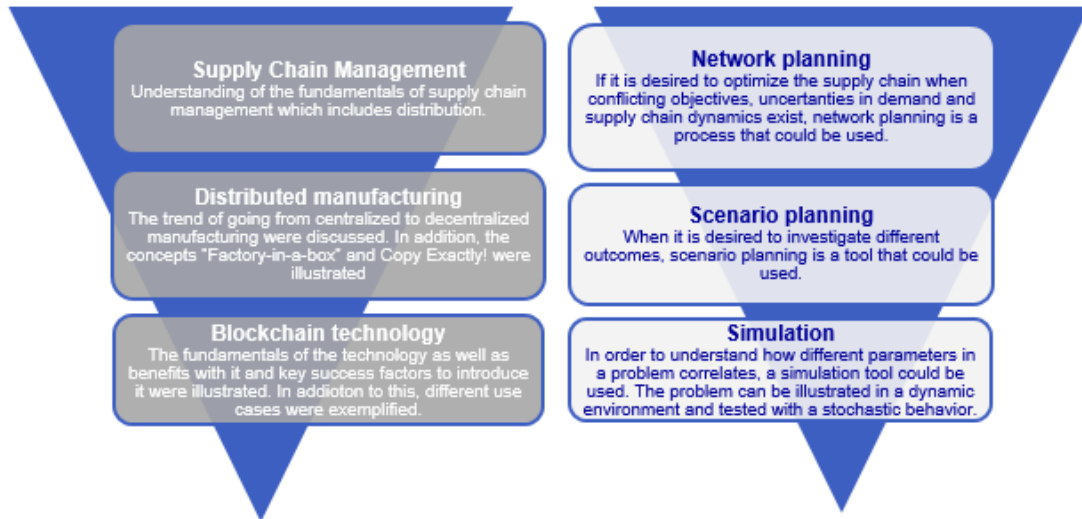 Supply Chain Management
Understanding of the fundamentals of supply chain
management which includes distribution.
Distributed manufacturing
The trend of going from centralized to decentralized
manufacturing were discussed. In addition, the
concepts "Factory-in-a-box" and Copy Exactly! were
illustrated
Blockchain technology
The fundamentals of the technology as well as
benefits with it and key success factors to introduce
it were illustrated. In addioton to this, different use
cases were exemplified.
Network planning
If it is desired to optimize the supply chain when
conflicting objectives, uncertanties in demand and
supply chain dynamics exist, network planning is a
process that could be used.
Scenario planning
When it is desired to investigate different
outcomes, scenario planning is a tool that could be
used.
Simulation
In order to understand how different parameters in
a problem correlates, a simulation tool could be
used. The problem can be illustrated in a dynamic
environment and tested with a stochastic behavior.